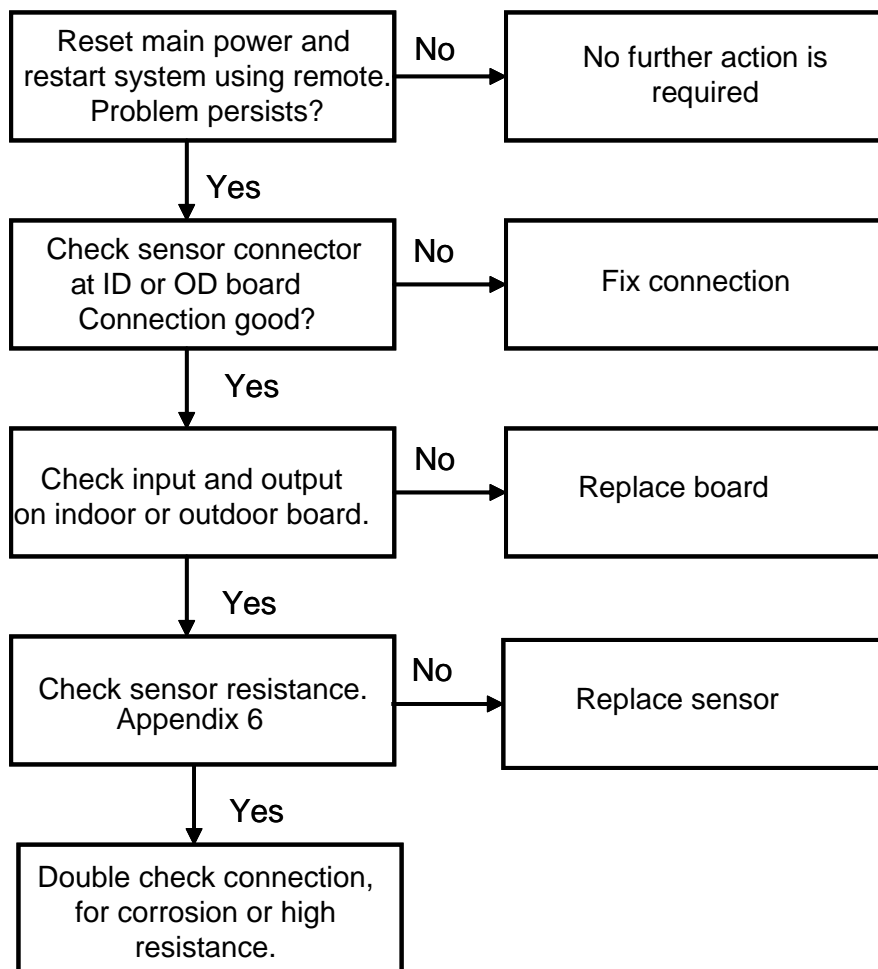 Reset main power and
restart system using remote.
Problem persists?
No
No further action is
required
Yes
Check sensor connector
at ID or OD board
Connection good?
No
Fix connection
Yes
Check input and output
on indoor or outdoor board.
No
Replace board
Yes
Check sensor resistance.
Appendix 6
No
Replace sensor
Yes
Double check connection,
for corrosion or high
resistance.